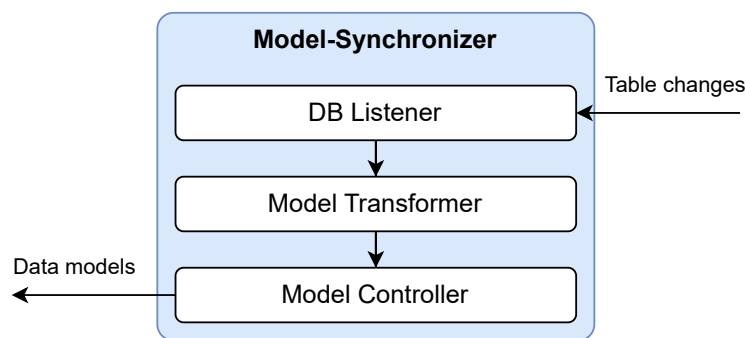 Model-Synchronizer
Table changes
DB Listener
Model Transformer
Data models
Model Controller